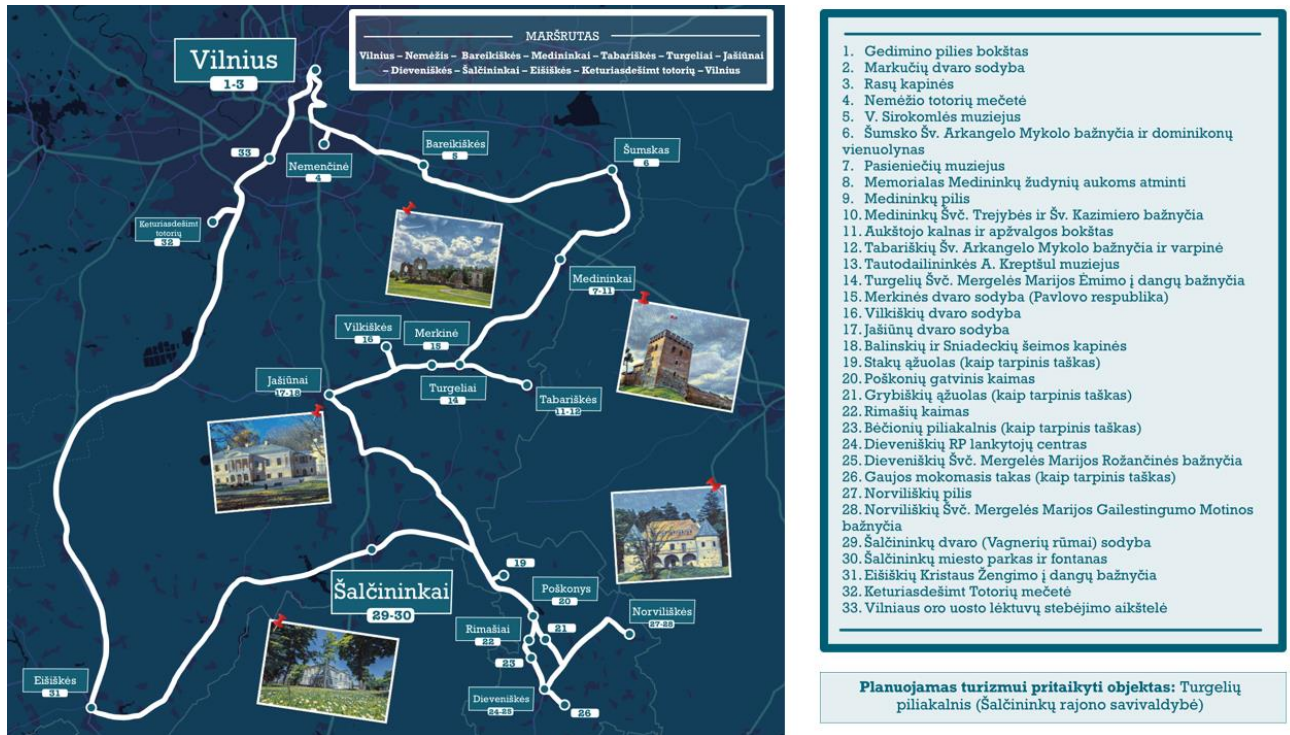 MARŠRUTAS
Vilnius – Nemėžis – Bareikiškės – Medininkai – Tabariškės – Turgeliai – Jašiūnai
– Dieveniškės – Šalčininkai – Eišiškės – Keturiasdešimt totorių – Vilnius
Vilnius
1-3
33
Nemenčinė
4
Bareikiškės
5
Šumskas
6
Keturiasdešimt
totorių
32
Medininkai
7-11
Vilkiškės
16
Merkinė
15
Jašiūnai
17-18
Turgeliai
14
Tabariškės
11-12
19
Šalčininkai
29-30
Poškonys
20
Norviliškės
27-28
Rimašiai
22
21
23
Eišiškės
31
Dieveniškės
24-25
26
1. Gedimino pilies bokštas
2. Markučių dvaro sodyba
3. Rasų kapinės
4. Nemėžio totorių mečetė
5. V. Sirokomlės muziejus
6. Šumsko Šv. Arkangelo Mykolo bažnyčia ir dominikonų
vienuolynas
7. Pasieniečių muziejus
8. Memorialas Medininkų žudynių aukoms atminti
9. Medininkų pilis
10. Medininkų Švč. Trejybės ir Šv. Kazimiero bažnyčia
11. Aukštojo kalnas ir apžvalgos bokštas
12. Tabariškių Šv. Arkangelo Mykolo bažnyčia ir varpinė
13. Tautodailininkės A. Kreptšul muziejus
14. Turgelių Švč. Mergelės Marijos Ėmimo į dangų bažnyčia
15. Merkinės dvaro sodyba (Pavlovo respublika)
16. Vilkiškių dvaro sodyba
17. Jašiūnų dvaro sodyba
18. Balinskių ir Sniadeckių šeimos kapinės
19. Stakų ąžuolas (kaip tarpinis taškas)
20. Poškonių gatvinis kaimas
21. Grybiškių ąžuolas (kaip tarpinis taškas)
22. Rimašių kaimas
23. Bėčionių piliakalnis (kaip tarpinis taškas)
24. Dieveniškių RP lankytojų centras
25. Dieveniškių Švč. Mergelės Marijos Rožančinės bažnyčia
26. Gaujos mokomasis takas (kaip tarpinis taškas)
27. Norviliškių pilis
28. Norviliškių Švč. Mergelės Marijos Gailestingumo Motinos
bažnyčia
29. Šalčininkų dvaro (Vagnerių rūmai) sodyba
30. Šalčininkų miesto parkas ir fontanas
31. Eišiškių Kristaus Žengimo į dangų bažnyčia
32. Keturiasdešimt Totorių mečetė
33. Vilniaus oro uosto lėktuvų stebėjimo aikštelė
Planuojamas turizmui pritaikyti objektas: Turgelių
piliakalnis (Šalčininkų rajono savivaldybė)